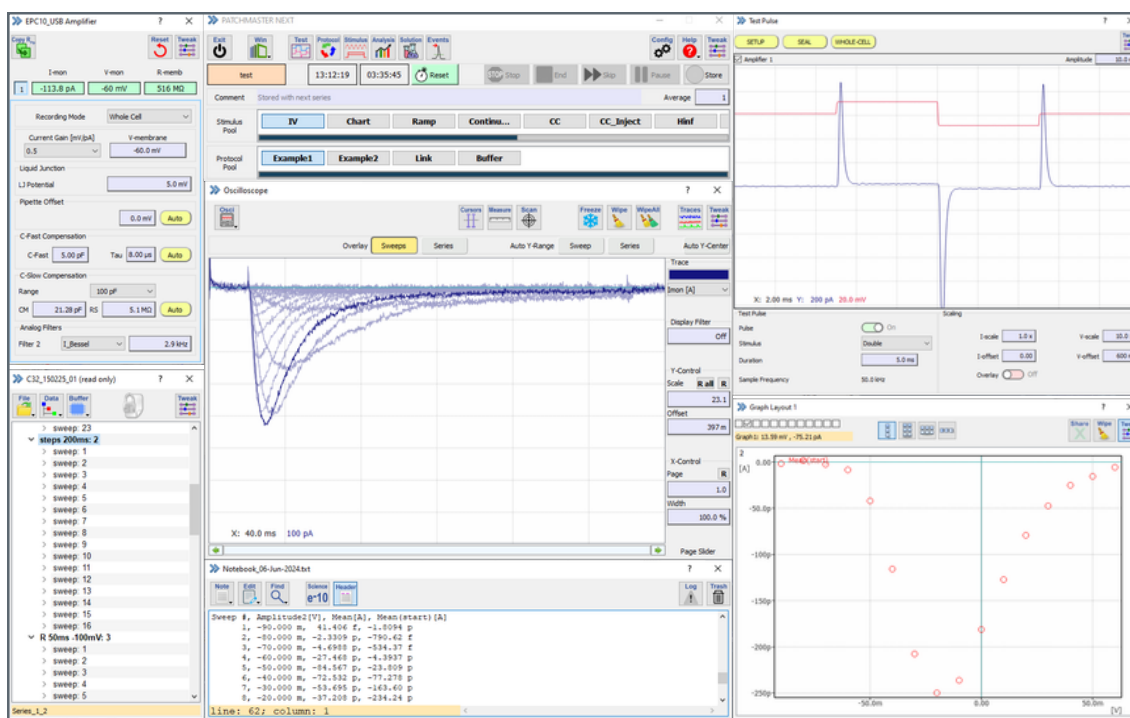 EPC10_USB Amplifier
?
Copy R
Reset
Tweak
I-mon
V-mon
R-memb
1
-113.8 pA
-60 mV
516 MΩ
Recording Mode
Whole Cell
Current Gain [mV/pA]
V-membrane
0.5
-60.0 mV
Liquid Junction
LJ Potential
5.0 mV
Pipette Offset
0.0 mV
Auto
C-Fast Compensation
C-Fast
5.00 pF
Tau
8.00 µs
Auto
C-Slow Compensation
Range
100 pF
CM
21.28 pF
RS
5.1 MΩ
Auto
Analog Filters
Filter 2
I_Bessel
2.9 kHz
C32_150225_01 (read only)
?
File
Data
Buffer
Tweak
sweep: 23
steps 200ms: 2
sweep: 1
sweep: 2
sweep: 3
sweep: 4
sweep: 5
sweep: 6
sweep: 7
sweep: 8
sweep: 9
sweep: 10
sweep: 11
sweep: 12
sweep: 13
sweep: 14
sweep: 15
sweep: 16
R 50ms -100mV: 3
sweep: 1
sweep: 2
sweep: 3
sweep: 4
sweep: 5
Series_1_2
PATCHMASTER NEXT
Exit
Win
Test
Protocol
Stimulus
Analysis
Solution
Events
Config
Help
Tweak
test
13:12:19
03:35:45
Reset
STOP
Stop
End
Skip
Pause
Store
Comment
Stored with next series
Average
1
Stimulus
Pool
IV
Chart
Ramp
Continu...
CC
CC_Inject
Hinf
Protocol
Pool
Example1
Example2
Link
Buffer
Oscilloscope
?
Oscl
Cursors
Measure
Scan
Freeze
Wipe
WipeAll
Traces
Tweak
Overlay
Sweeps
Series
Auto Y-Range
Sweep
Series
Auto Y-Center
Trace
Imon [A]
Display Filter
Off
Y-Control
Scale
R all
R
23.1
Offset
397 m
X-Control
Page
R
1.0
Width
100.0 %
X: 40.0 ms 100 pA
Page Slider
Notebook_06-Jun-2024.txt
?
Note
Edit
Find
Science
e-10
Header
Log
Trash
Sweep #, Amplitude2[V], Mean[A], Mean(start)[A]
1, -90.000 m, 41.406 f, -1.8094 p
2, -80.000 m, -2.3309 p, -790.62 f
3, -70.000 m, -4.6988 p, -534.37 f
4, -60.000 m, -27.468 p, -4.3937 p
5, -50.000 m, -84.567 p, -23.809 p
6, -40.000 m, -72.532 p, -77.278 p
7, -30.000 m, -53.695 p, -163.60 p
8, -20.000 m, -37.208 p, -234.24 p
line: 62; column: 1
Test Pulse
?
SETUP
SEAL
WHOLE-CELL
Amplifier 1
Amplitude
X: 2.00 ms Y: 200 pA 20.0 mV
Test Pulse
Scaling
Pulse
On
Stimulus
Double
Duration
5.0 ms
Sample Frequency
50.0 kHz
I-scale
1.0 x
V-scale
I-offset
0.00
V-offset
Overlay
Off
Graph Layout 1
?
Share
Wipe
Graph1: 13.59 mV , -75.21 pA
2
[A]
0.00
Mean(start)
-50.0p
-100p
-150p
-200p
-250p
-50.0m
0.00
50.0m
[V]